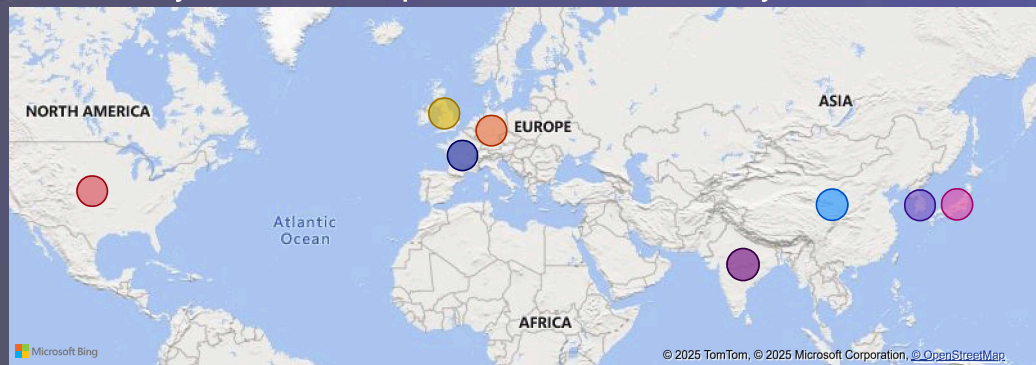 NORTH AMERICA
ASIA
EUROPE
Atlantic
Ocean
AFRICA
Microsoft Bing
© 2025 TomTom, © 2025 Microsoft Corporation, © OpenStreetMap